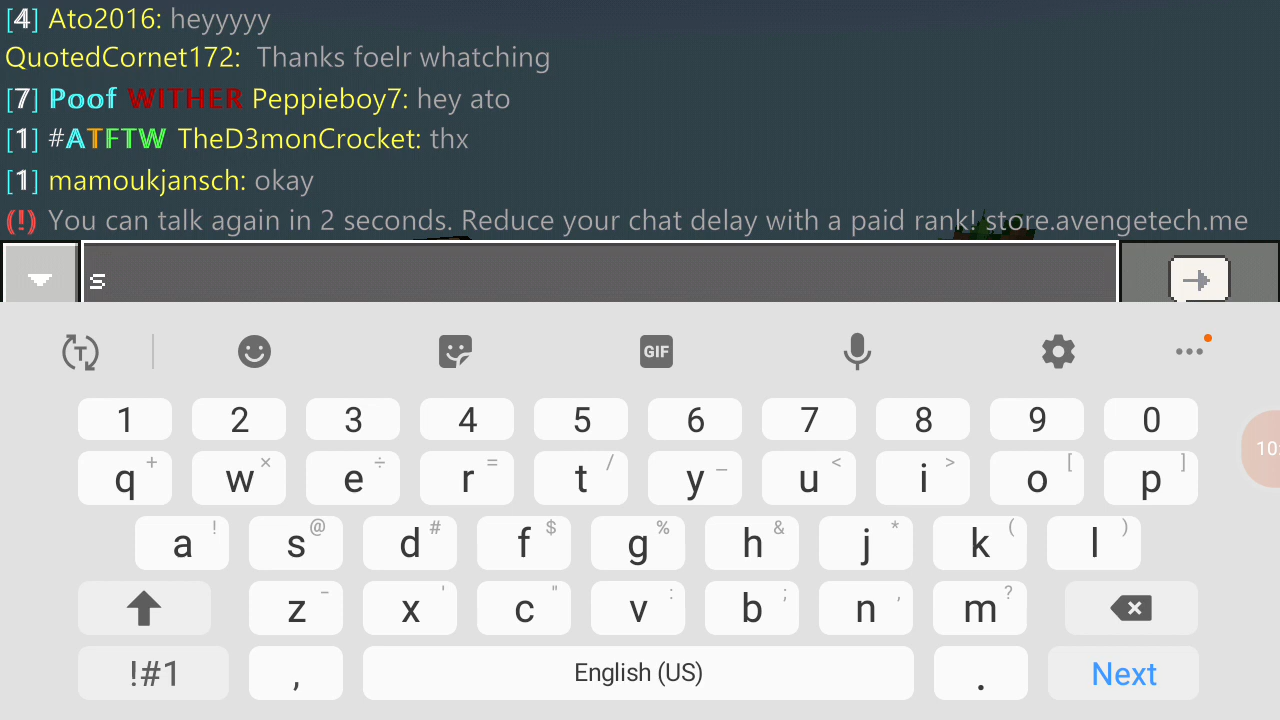 [4] Ato2016: heyyyyy
QuotedCornet172: Thanks foelr whatching
[7] Poof WITHER Peppieboy7: hey ato
[1] #ATFTW TheD3monCrocket: thx
[1] mamoukjansch: okay
(!) You can talk again in 2 seconds. Reduce your chat delay with a paid rank! store.avengetech.me
s
T GIF
1 2 3 4 5 6 7 8 9 0
q + w × e ÷ r = t / y _ u < i > o [ p ]
10:
a ! s @ d # f $ g % h & j * k ( l )
z - x ' c " v : b ; n , m ?
!#1 , English (US) . Next